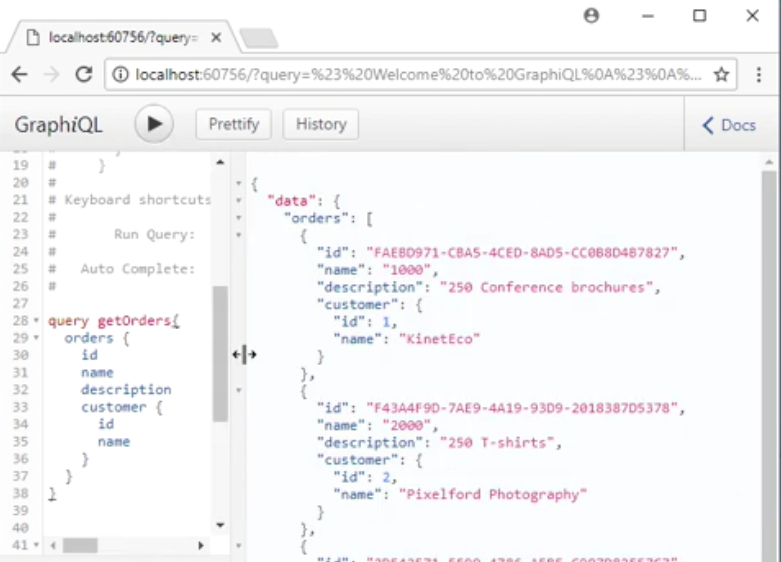 localhost:60756/?query=
localhost:60756/?query=%23%20Welcome%20to%20GraphiQL%0A%23%0A%...
GraphiQL
Prettify
History
Docs
19 # }
20 #
21 # Keyboard shortcuts
22 #
23 # Run Query:
24 #
25 # Auto Complete:
26 #
27
28 query getOrders{
29 orders {
30 id
31 name
32 description
33 customer {
34 id
35 name
36 }
37 }
38 }
39
40
41
{
"data": {
"orders": [
{
"id": "FAEBD971-CBA5-4CED-8AD5-CC0B8D4B7827",
"name": "1000",
"description": "250 Conference brochures",
"customer": {
"id": 1,
"name": "KinetEco"
}
},
{
"id": "F43A4F9D-7AE9-4A19-93D9-2018387D5378",
"name": "2000",
"description": "250 T-shirts",
"customer": {
"id": 2,
"name": "Pixelford Photography"
}
},
{